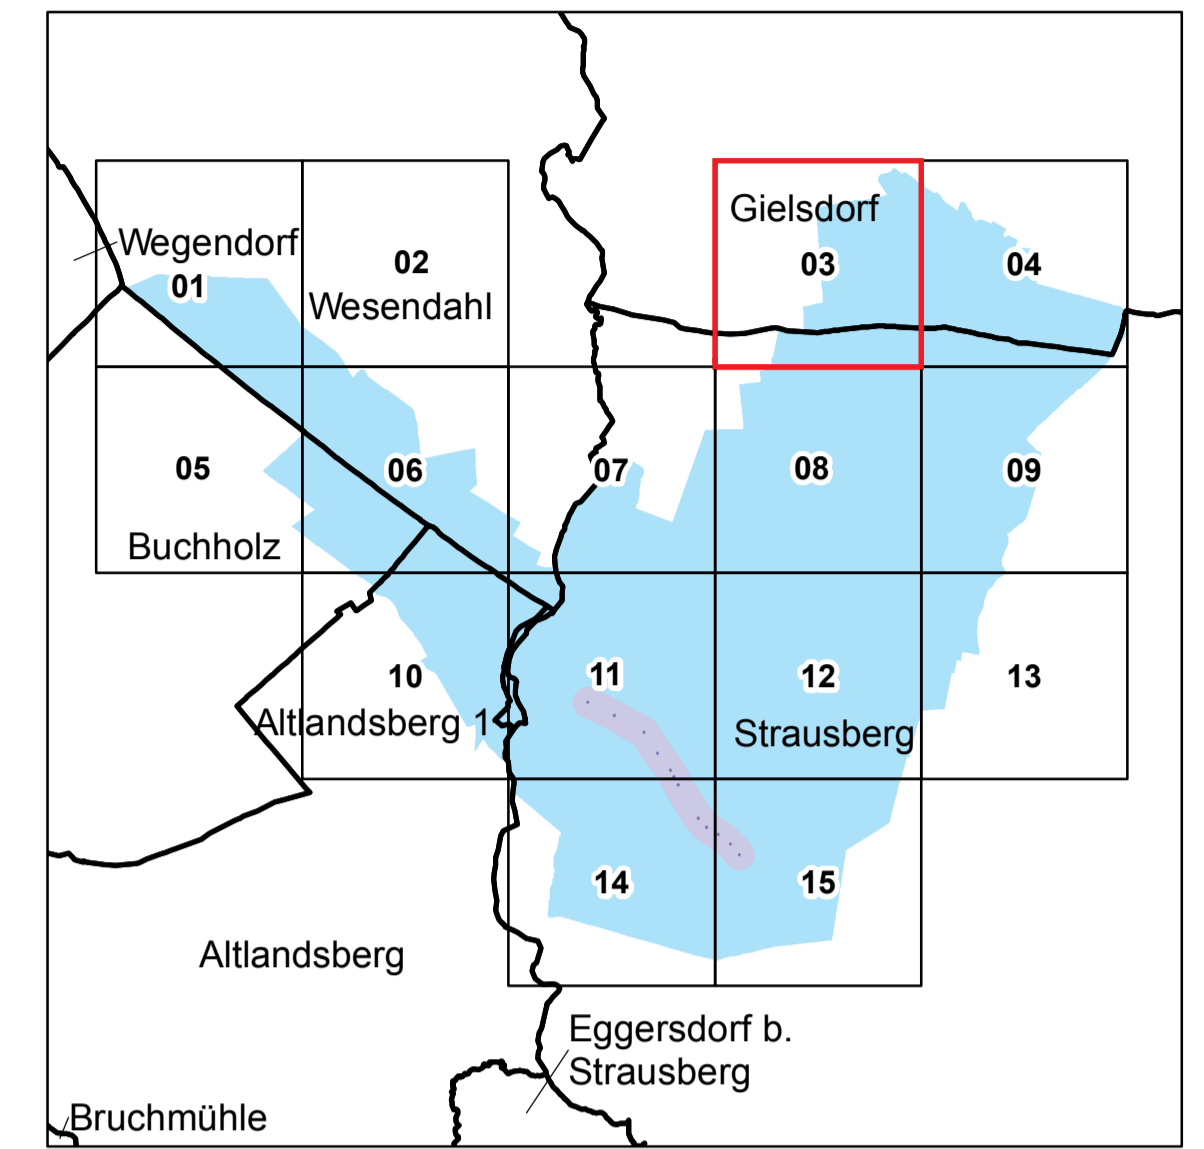 Gielsdorf
Wegendorf
02
03
04
01
Wesendahl
05
06
07
08
09
Buchholz
10
11
12
13
Altlandsberg 1
Strausberg
14
15
Altlandsberg
Eggersdorf b.
Strausberg
Bruchmühle